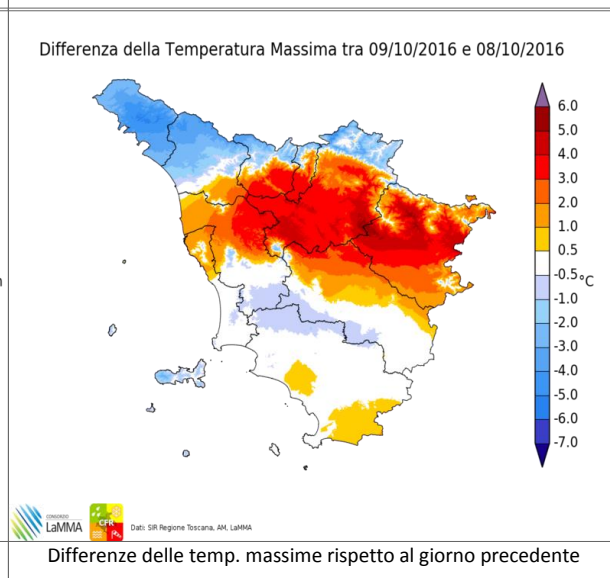 Differenza della Temperatura Massima tra 09/10/2016 e 08/10/2016
6.0
5.0
4.0
3.0
2.0
1.0
0.5
-0.5
°C
-1.0
-2.0
-3.0
-4.0
-5.0
-6.0
-7.0
CONSORZIO
LaMMA
CFR
Dati: SIR Regione Toscana, AM, LaMMA
Differenze delle temp. massime rispetto al giorno precedente